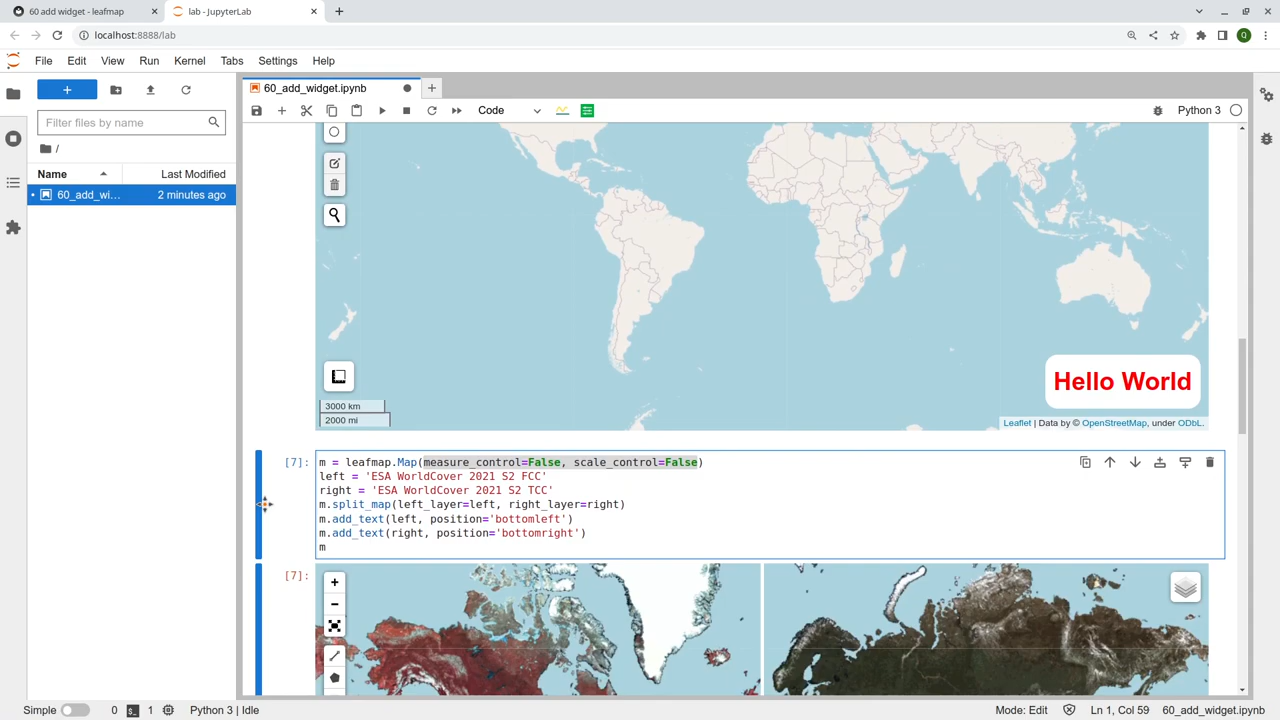 60 add widget - leafmap
lab - JupyterLab
localhost:8888/lab
Q
File Edit View Run Kernel Tabs Settings Help
60_add_widget.ipynb
Code
Python 3
Filter files by name
/
Name Last Modified
60_add_wi... 2 minutes ago
3000 km
2000 mi
Hello World
Leaflet | Data by © OpenStreetMap, under ODbL.
[7]:
m = leafmap.Map(measure_control=False, scale_control=False)
left = 'ESA WorldCover 2021 S2 FCC'
right = 'ESA WorldCover 2021 S2 TCC'
m.split_map(left_layer=left, right_layer=right)
m.add_text(left, position='bottomleft')
m.add_text(right, position='bottomright')
m
[7]:
+
−
Simple 0 1 Python 3 | Idle Mode: Edit Ln 1, Col 59 60_add_widget.ipynb